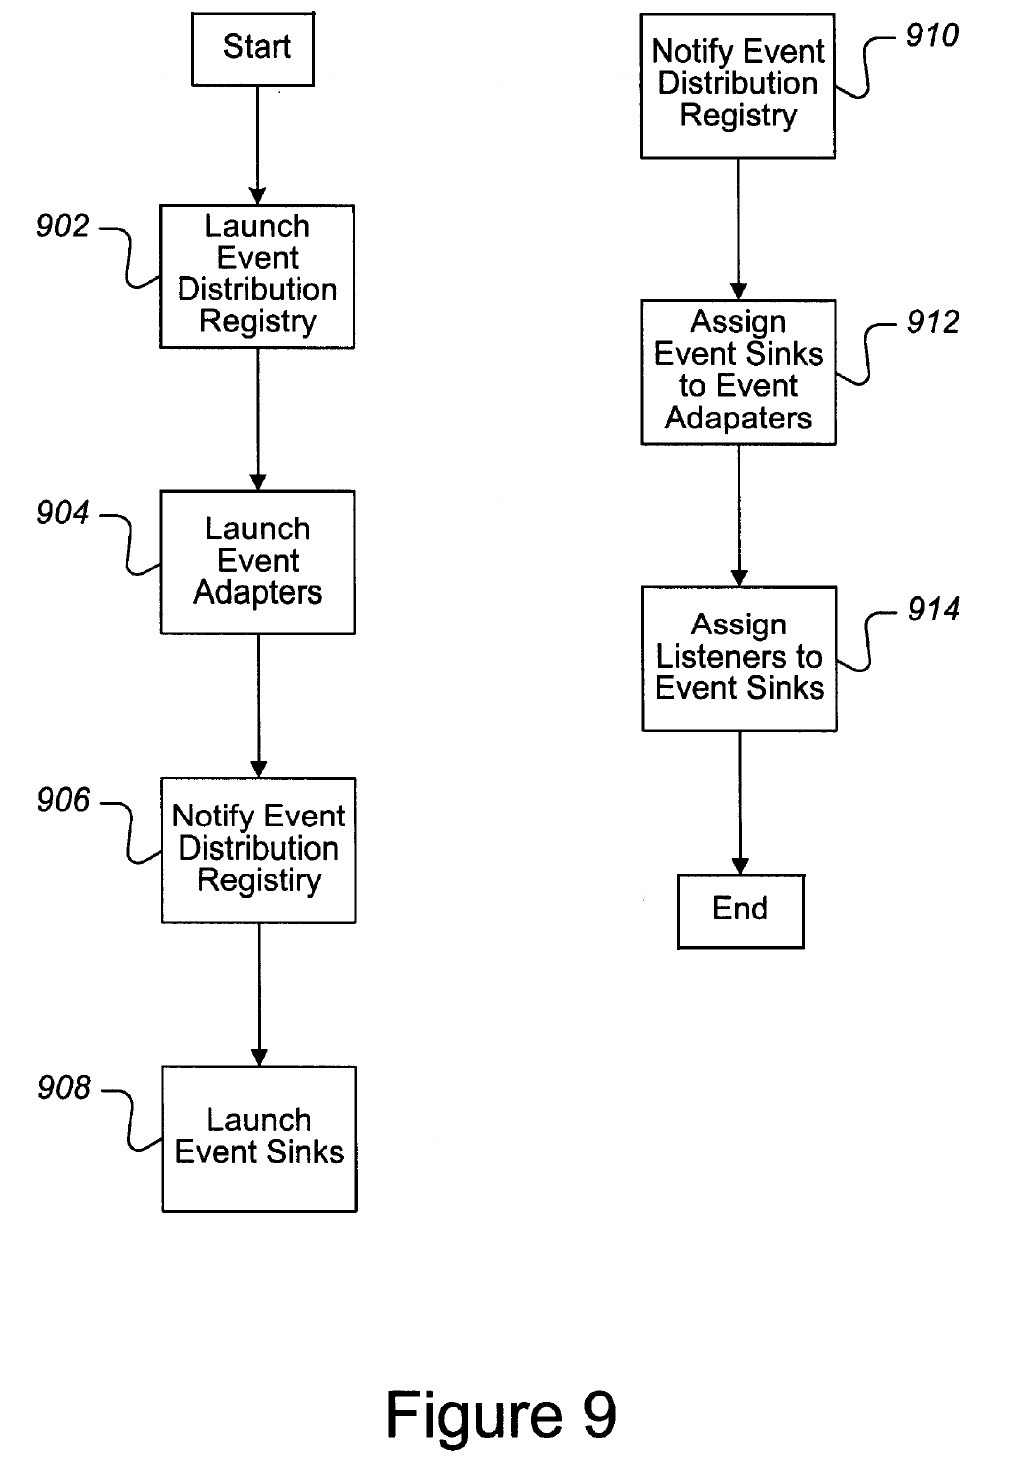 Start
902
Launch
Event
Distribution
Registry
904
Launch
Event
Adapters
906
Notify Event
Distribution
Registiry
908
Launch
Event Sinks
910
Notify Event
Distribution
Registry
912
Assign
Event Sinks
to Event
Adapaters
914
Assign
Listeners to
Event Sinks
End
Figure 9